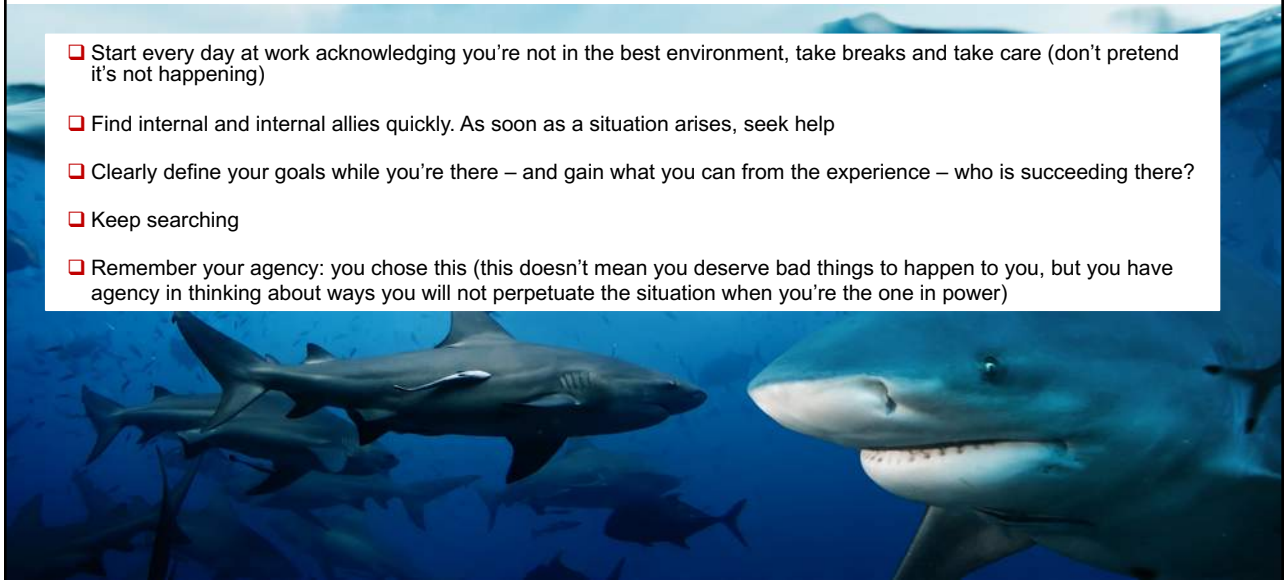 Start every day at work acknowledging you’re not in the best environment, take breaks and take care (don’t pretend
it’s not happening)
Find internal and internal allies quickly. As soon as a situation arises, seek help
Clearly define your goals while you’re there – and gain what you can from the experience – who is succeeding there?
Keep searching
Remember your agency: you chose this (this doesn’t mean you deserve bad things to happen to you, but you have
agency in thinking about ways you will not perpetuate the situation when you’re the one in power)